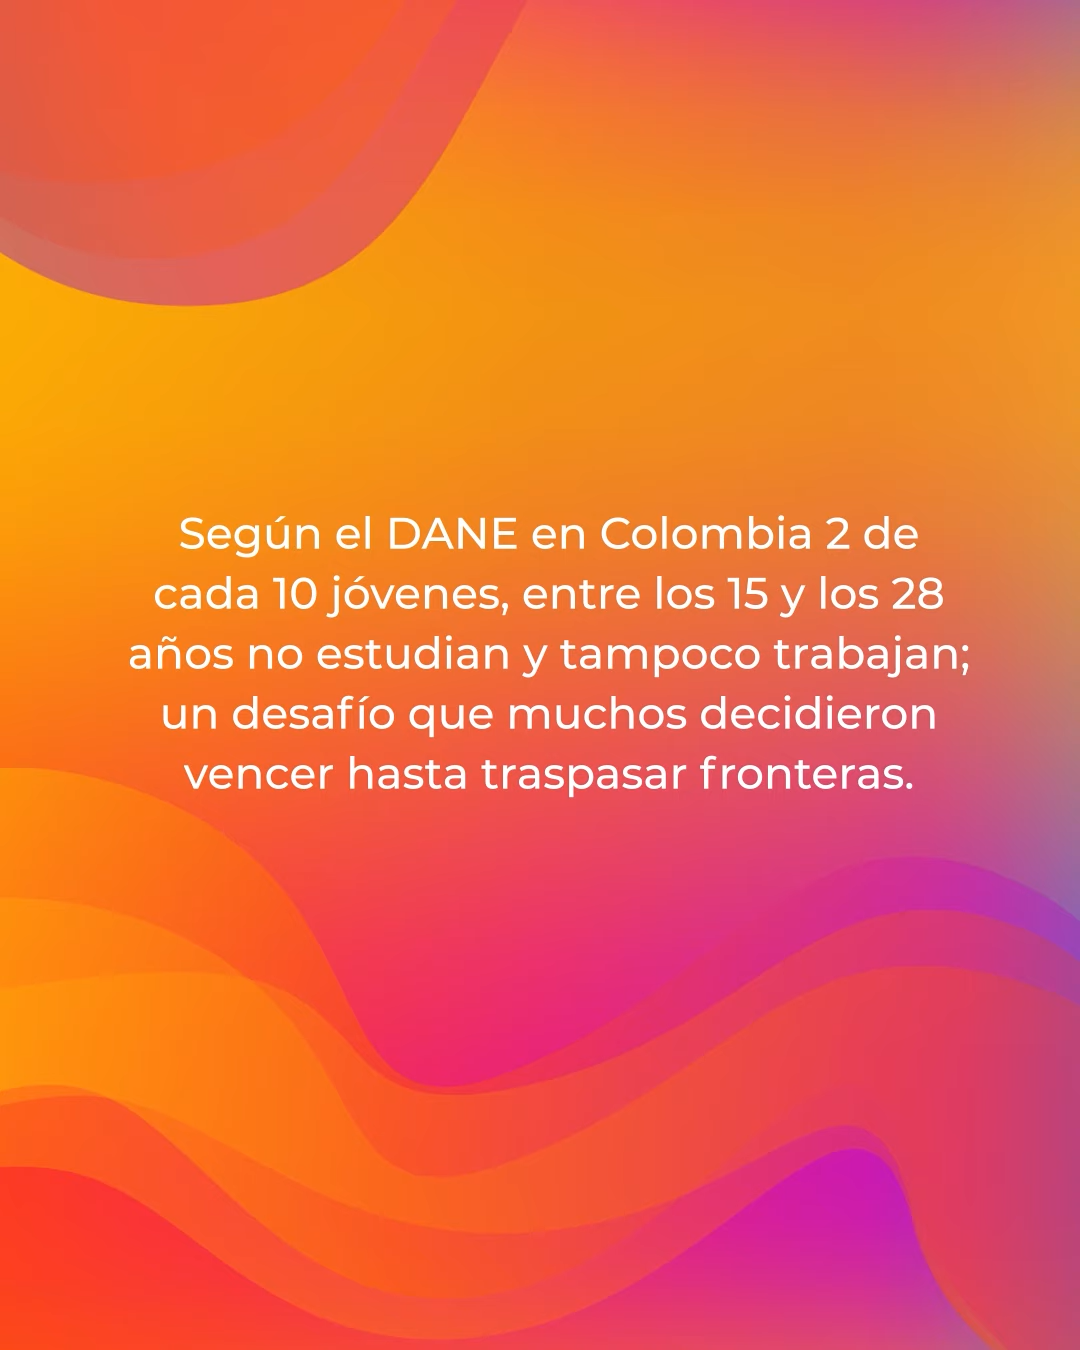 Según el DANE en Colombia 2 de
cada 10 jóvenes, entre los 15 y los 28
años no estudian y tampoco trabajan;
un desafío que muchos decidieron
vencer hasta traspasar fronteras.